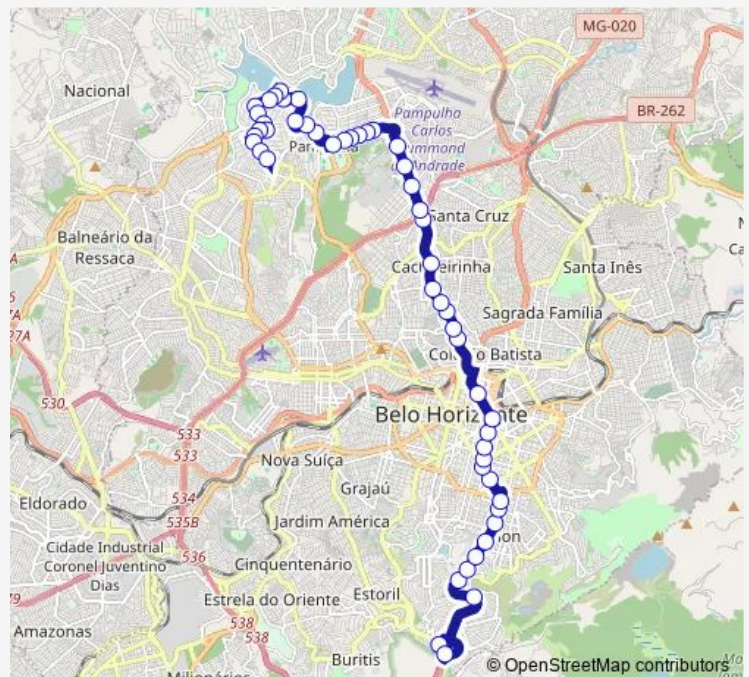 MG-020
Nacional
BR-262
Pampulha
Carlos
Andrade
Santa Cruz
Balneário da
Ressaca
Santa Inês
Sagrada Família
Batista
530
Belo Horizonte
533
533
Nova Suíça
534
Grajaú
Eldorado
535B
Jardim América
Cidade Industrial
Coronel Juventino
Dias
536
Cinquentenário
Estoril
Estrela do Oriente
538
538
Amazonas
Buritis
© OpenStreetMap contributors